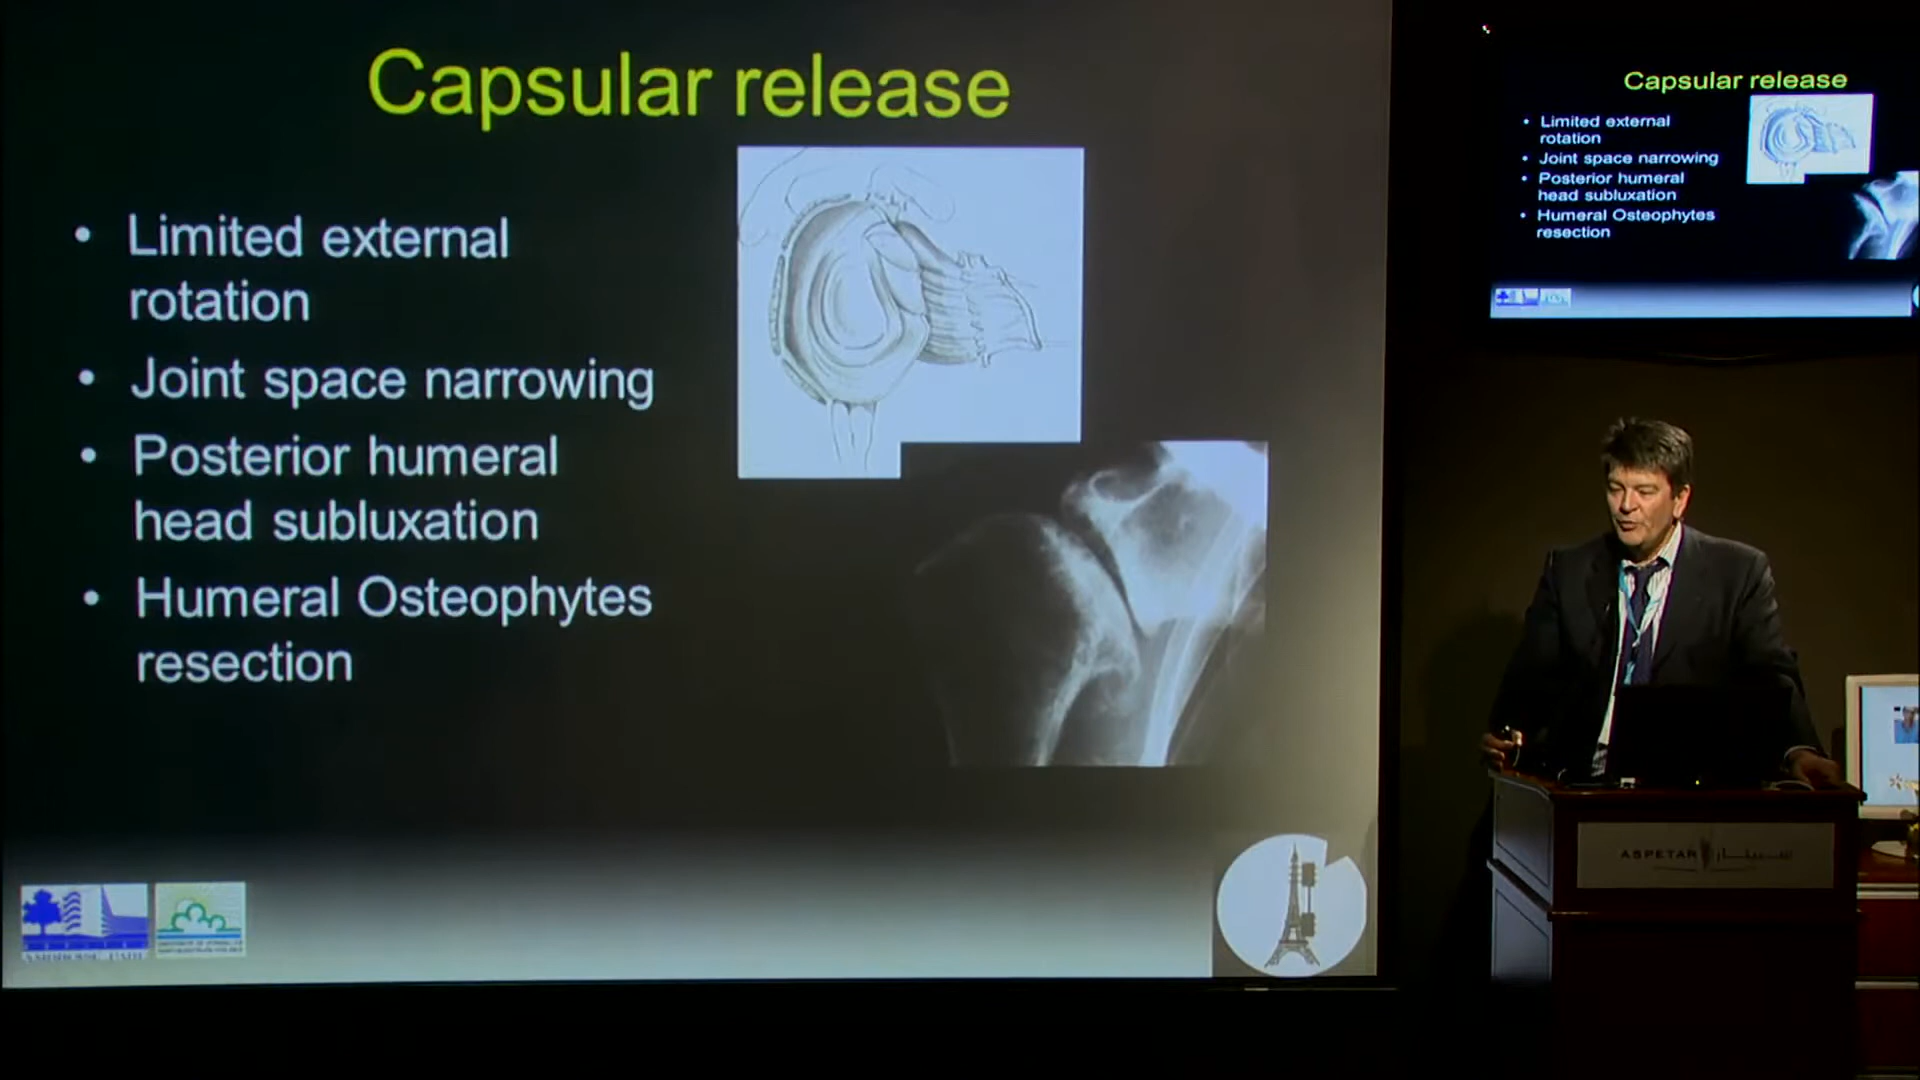 Capsular release
• Limited external
rotation
• Joint space narrowing
• Posterior humeral
head subluxation
• Humeral Osteophytes
resection
Capsular release
• Limited external
rotation
• Joint space narrowing
• Posterior humeral
head subluxation
• Humeral Osteophytes
resection
ASPETAR سبيتار